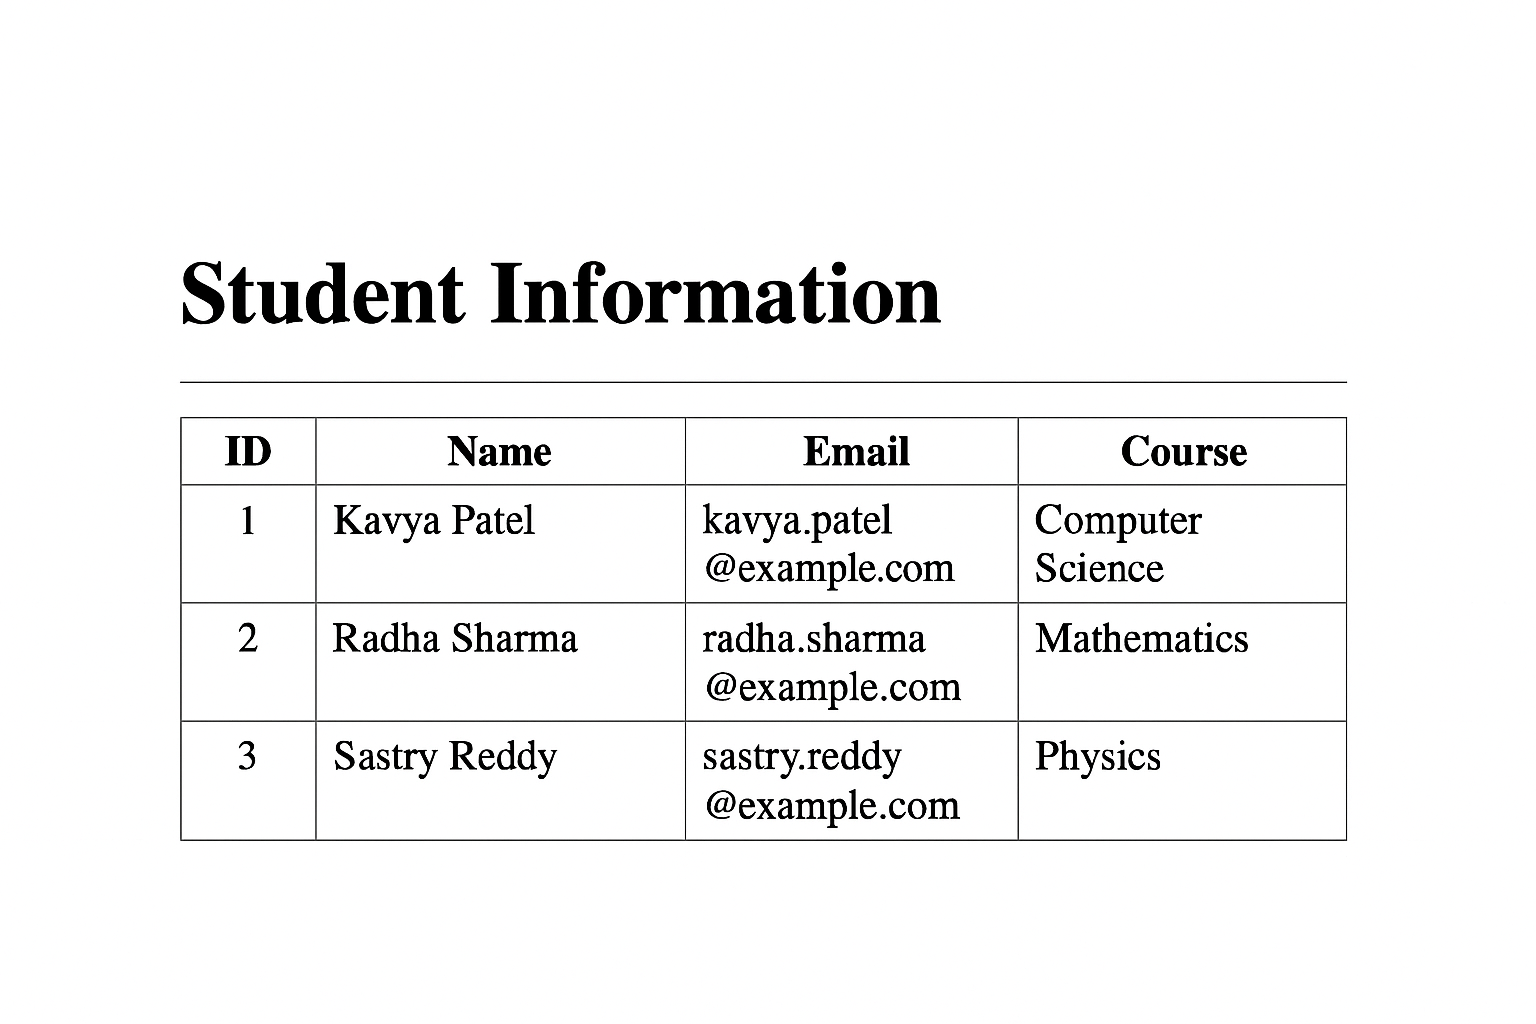 Student Information
ID Name Email Course
1 Kavya Patel kavya.patel Computer
@example.com Science
2 Radha Sharma radha.sharma Mathematics
@example.com
3 Sastry Reddy sastry.reddy Physics
@example.com